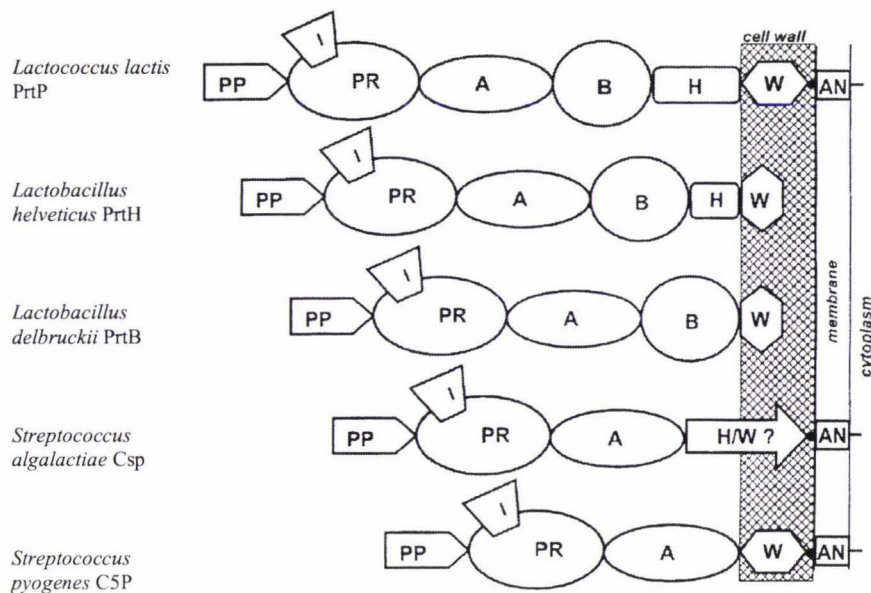 cell wall
Lactococcus lactis
PrtP
PP I PR A B H W AN
Lactobacillus
helveticus PrtH
PP I PR A B H W
Lactobacillus
delbruckii PrtB
PP I PR A B W
membrane
cytoplasm
Streptococcus
algalactiae Csp
PP I PR A H/W ? AN
Streptococcus
pyogenes C5P
PP I PR A W AN